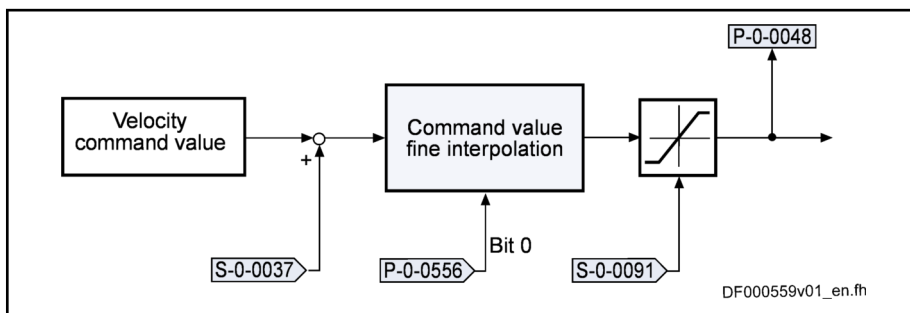 P-0-0048
Velocity
command value
Command value
fine interpolation
+
Bit 0
S-0-0037
P-0-0556
S-0-0091
DF000559v01_en.fh